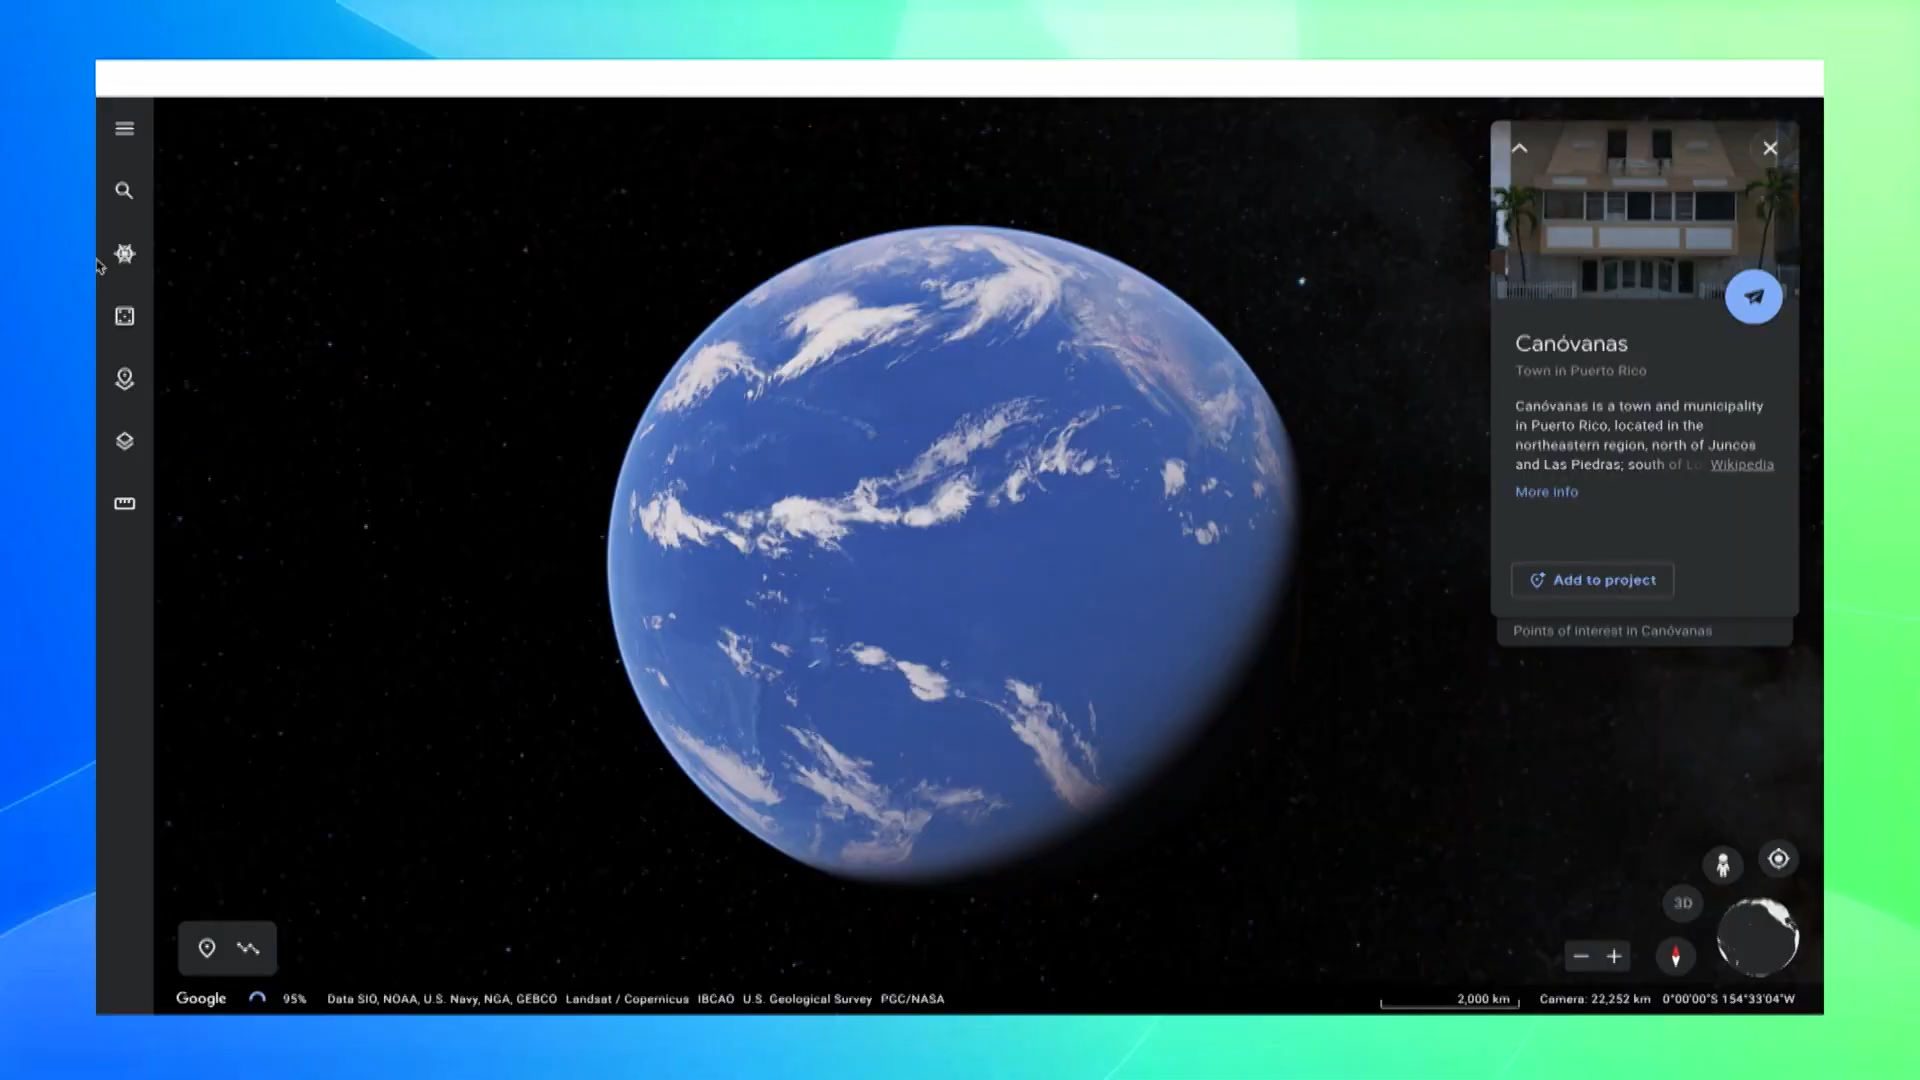 Canóvanas
Town in Puerto Rico
Canóvanas is a town and municipality
in Puerto Rico, located in the
northeastern region, north of Juncos
and Las Piedras; south of Lo Wikipedia
More info
Add to project
Points of interest in Canóvanas
3D
Google 95% Data SIO, NOAA, U.S. Navy, NGA, GEBCO Landsat / Copernicus IBCAO U.S. Geological Survey PGC/NASA 2,000 km Camera: 22,252 km 0°00'00"S 154°33'04"W